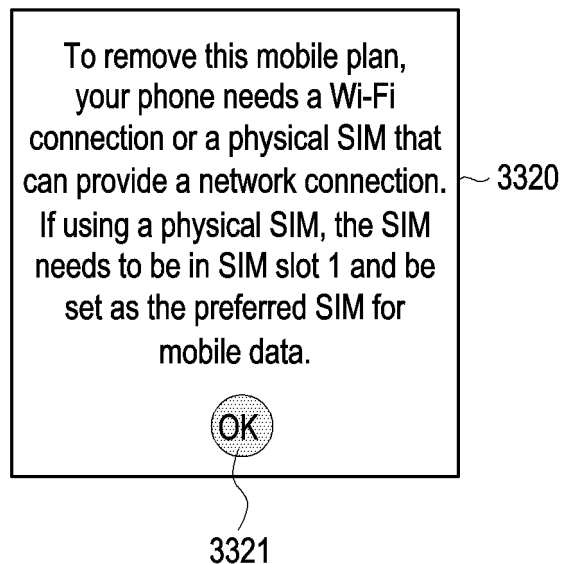 To remove this mobile plan,
your phone needs a Wi-Fi
connection or a physical SIM that
can provide a network connection.
If using a physical SIM, the SIM
needs to be in SIM slot 1 and be
set as the preferred SIM for
mobile data.
OK
3320
3321